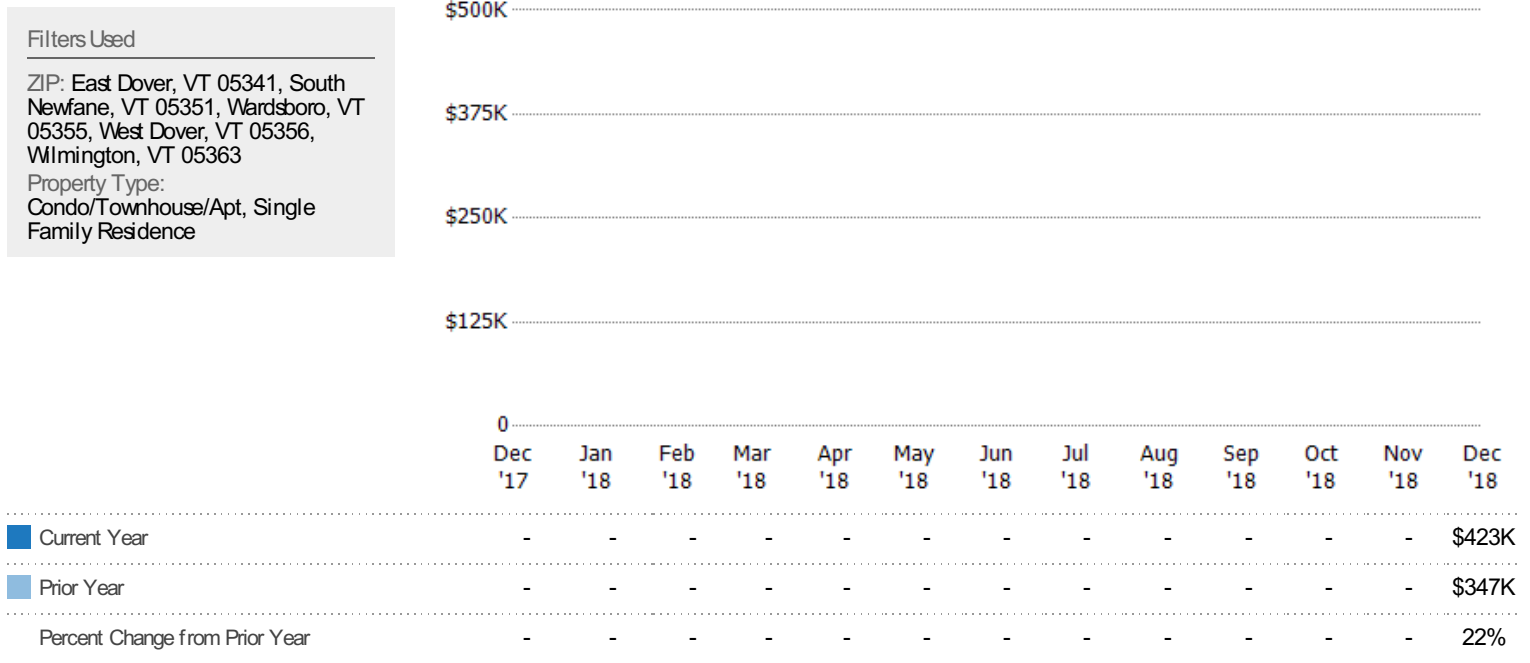 Filters Used
ZIP: East Dover, VT 05341, South
Newfane, VT 05351, Wardsboro, VT
05355, West Dover, VT 05356,
Wilmington, VT 05363
Property Type:
Condo/Townhouse/Apt, Single
Family Residence
$500K
$375K
$250K
$125K
0
Dec Jan Feb Mar Apr May Jun Jul Aug Sep Oct Nov Dec
'17 '18 '18 '18 '18 '18 '18 '18 '18 '18 '18 '18 '18
Current Year - - - - - - - - - - - - $423K
Prior Year - - - - - - - - - - - - $347K
Percent Change from Prior Year - - - - - - - - - - - - 22%